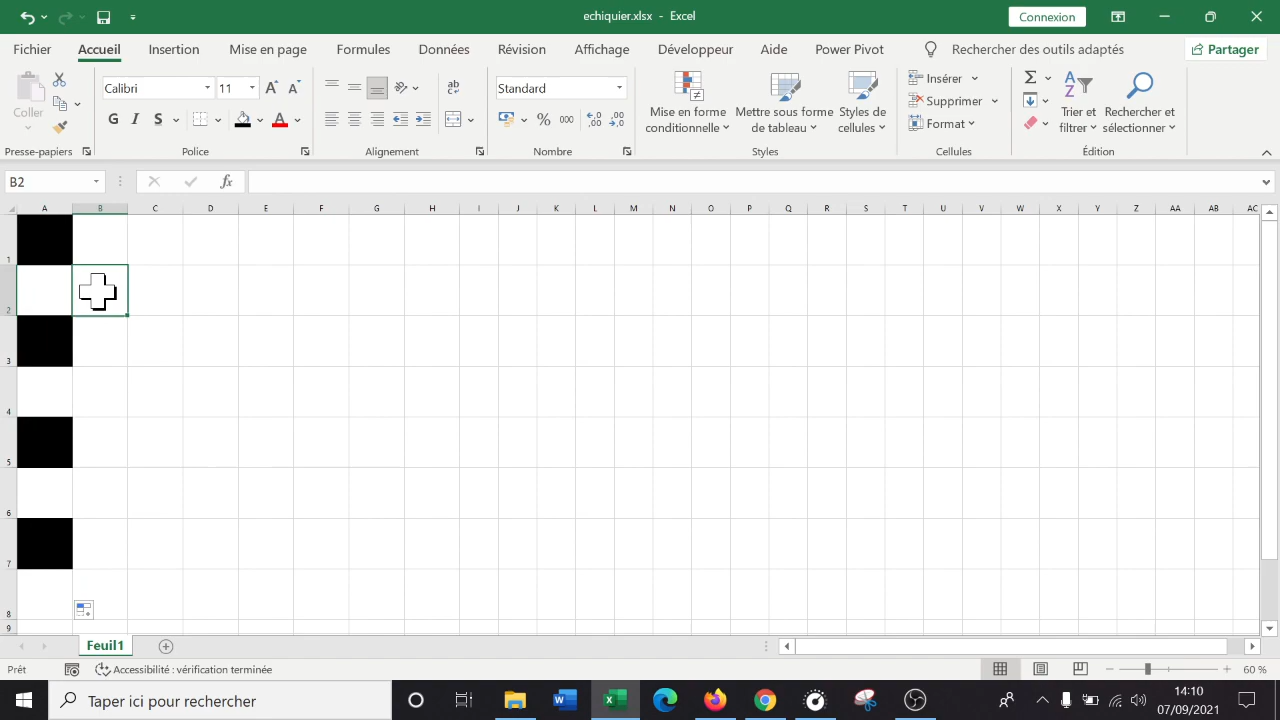 echiquier.xlsx - Excel
Connexion
Fichier Accueil Insertion Mise en page Formules Données Révision Affichage Développeur Aide Power Pivot Rechercher des outils adaptés Partager
Coller
Calibri 11
G I S A
ab
Standard
% 000
Mise en forme conditionnelle
Mettre sous forme de tableau
Styles de cellules
Insérer
Supprimer
Format
Trier et filtrer
Rechercher et sélectionner
Presse-papiers Police Alignement Nombre Styles Cellules Édition
B2 fx
A B C D E F G H I J K L M N O P Q R S T U V W X Y Z AA AB AC
1
2
3
4
5
6
7
8
9
Feuil1
Prêt Accessibilité : vérification terminée 60 %
Taper ici pour rechercher
14:10
07/09/2021